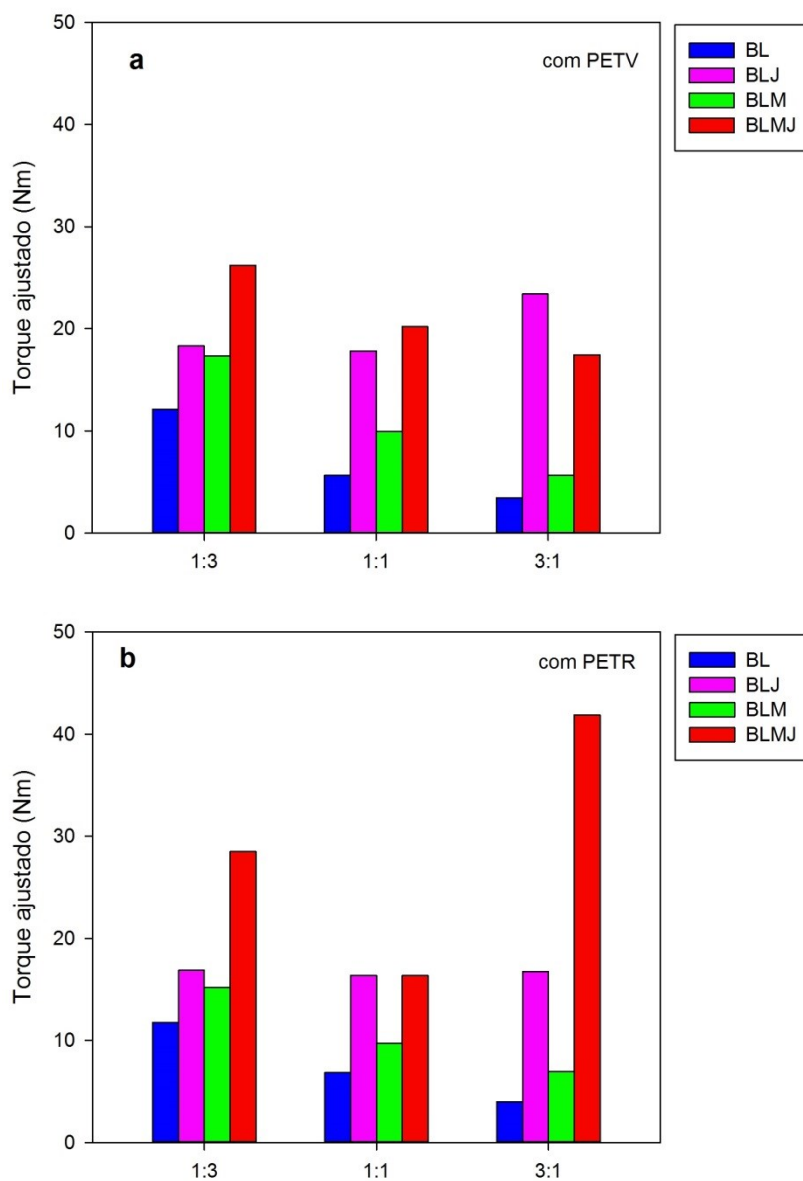 50
a
com PETV
BL
BLJ
BLM
BLMJ
40
30
20
10
0
Torque ajustado (Nm)
1:3
1:1
3:1
50
b
com PETR
BL
BLJ
BLM
BLMJ
40
30
20
10
0
Torque ajustado (Nm)
1:3
1:1
3:1